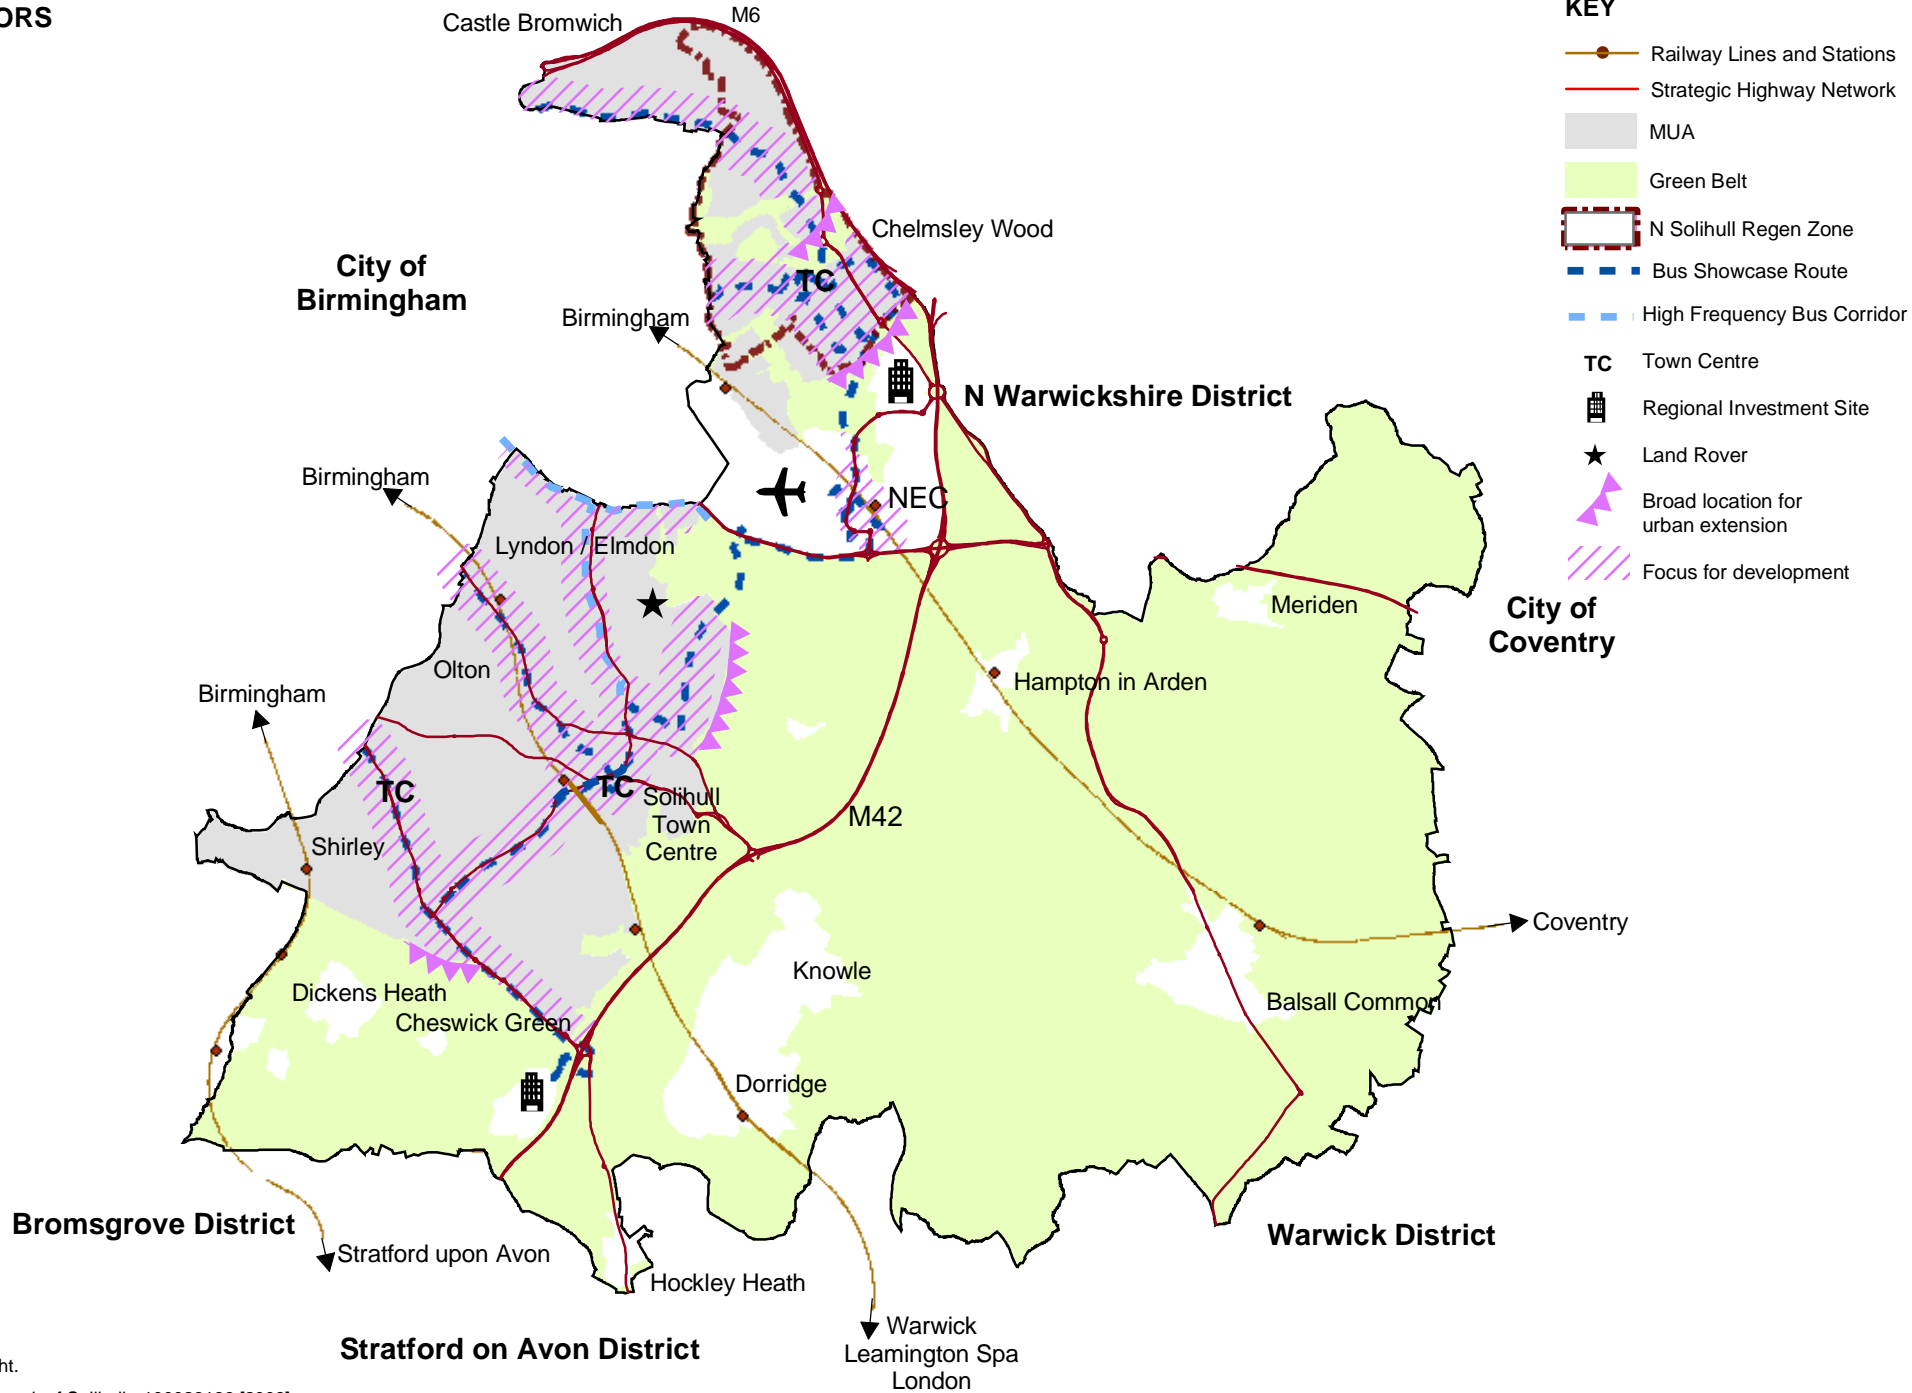 ORS
KEY
Railway Lines and Stations
Strategic Highway Network
MUA
Green Belt
N Solihull Regen Zone
Bus Showcase Route
High Frequency Bus Corridor
TC Town Centre
Regional Investment Site
Land Rover
Broad location for
urban extension
Focus for development
Castle Bromwich
M6
Chelmsley Wood
City of
Birmingham
TC
Birmingham
N Warwickshire District
Birmingham
NEC
Lyndon / Elmdon
Meriden
City of
Coventry
Olton
Hampton in Arden
Birmingham
TC
TC
Solihull
Town
Centre
M42
Shirley
Coventry
Knowle
Dickens Heath
Balsall Common
Cheswick Green
Dorridge
Bromsgrove District
Warwick District
Stratford upon Avon
Hockley Heath
Stratford on Avon District
Warwick
Leamington Spa
London
ht.